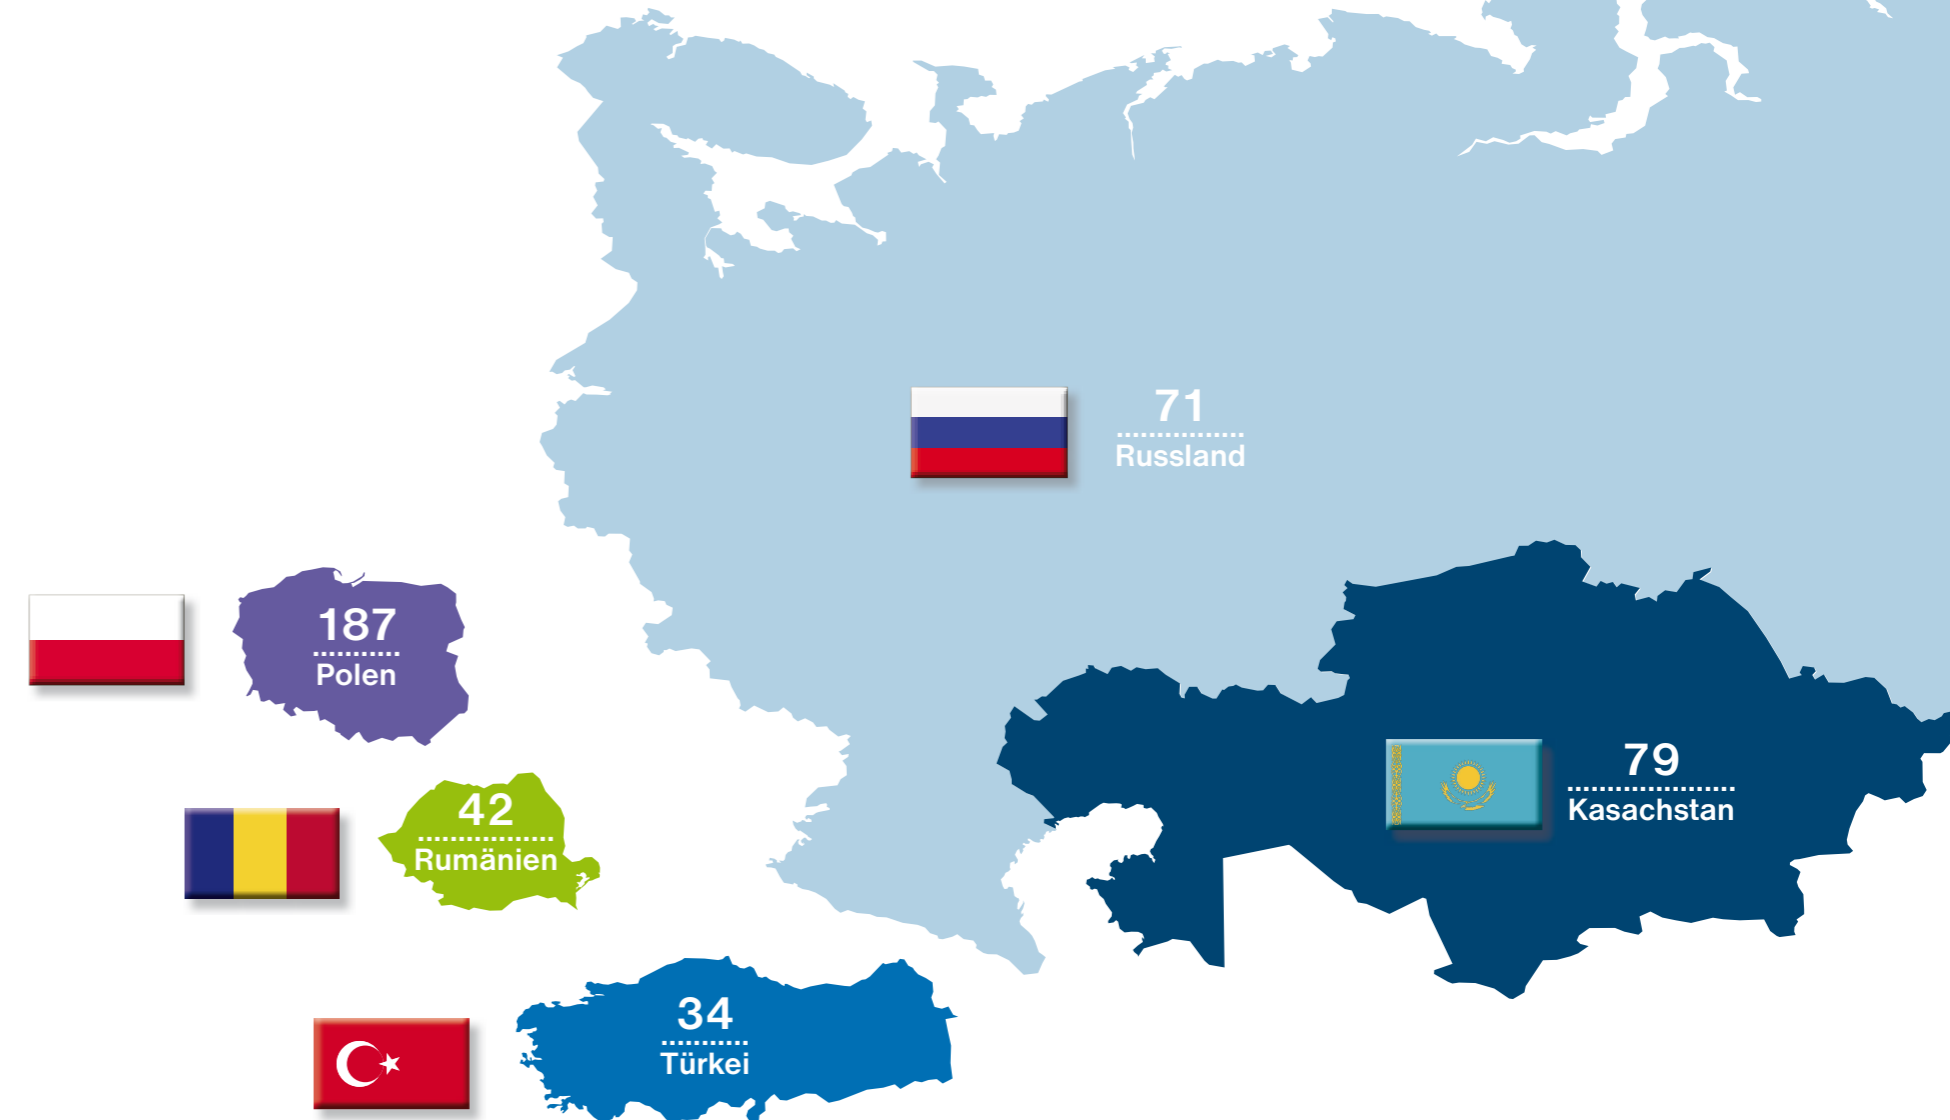 71
Russland
187
Polen
79
Kasachstan
42
Rumänien
34
Türkei